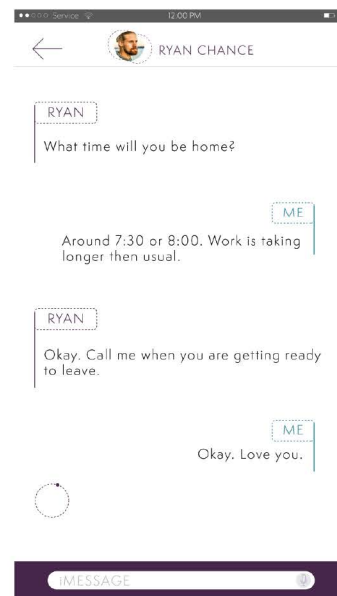 Service 12:00 PM
RYAN CHANCE
RYAN
What time will you be home?
ME
Around 7:30 or 8:00. Work is taking
longer then usual.
RYAN
Okay. Call me when you are getting ready
to leave.
ME
Okay. Love you.
iMESSAGE